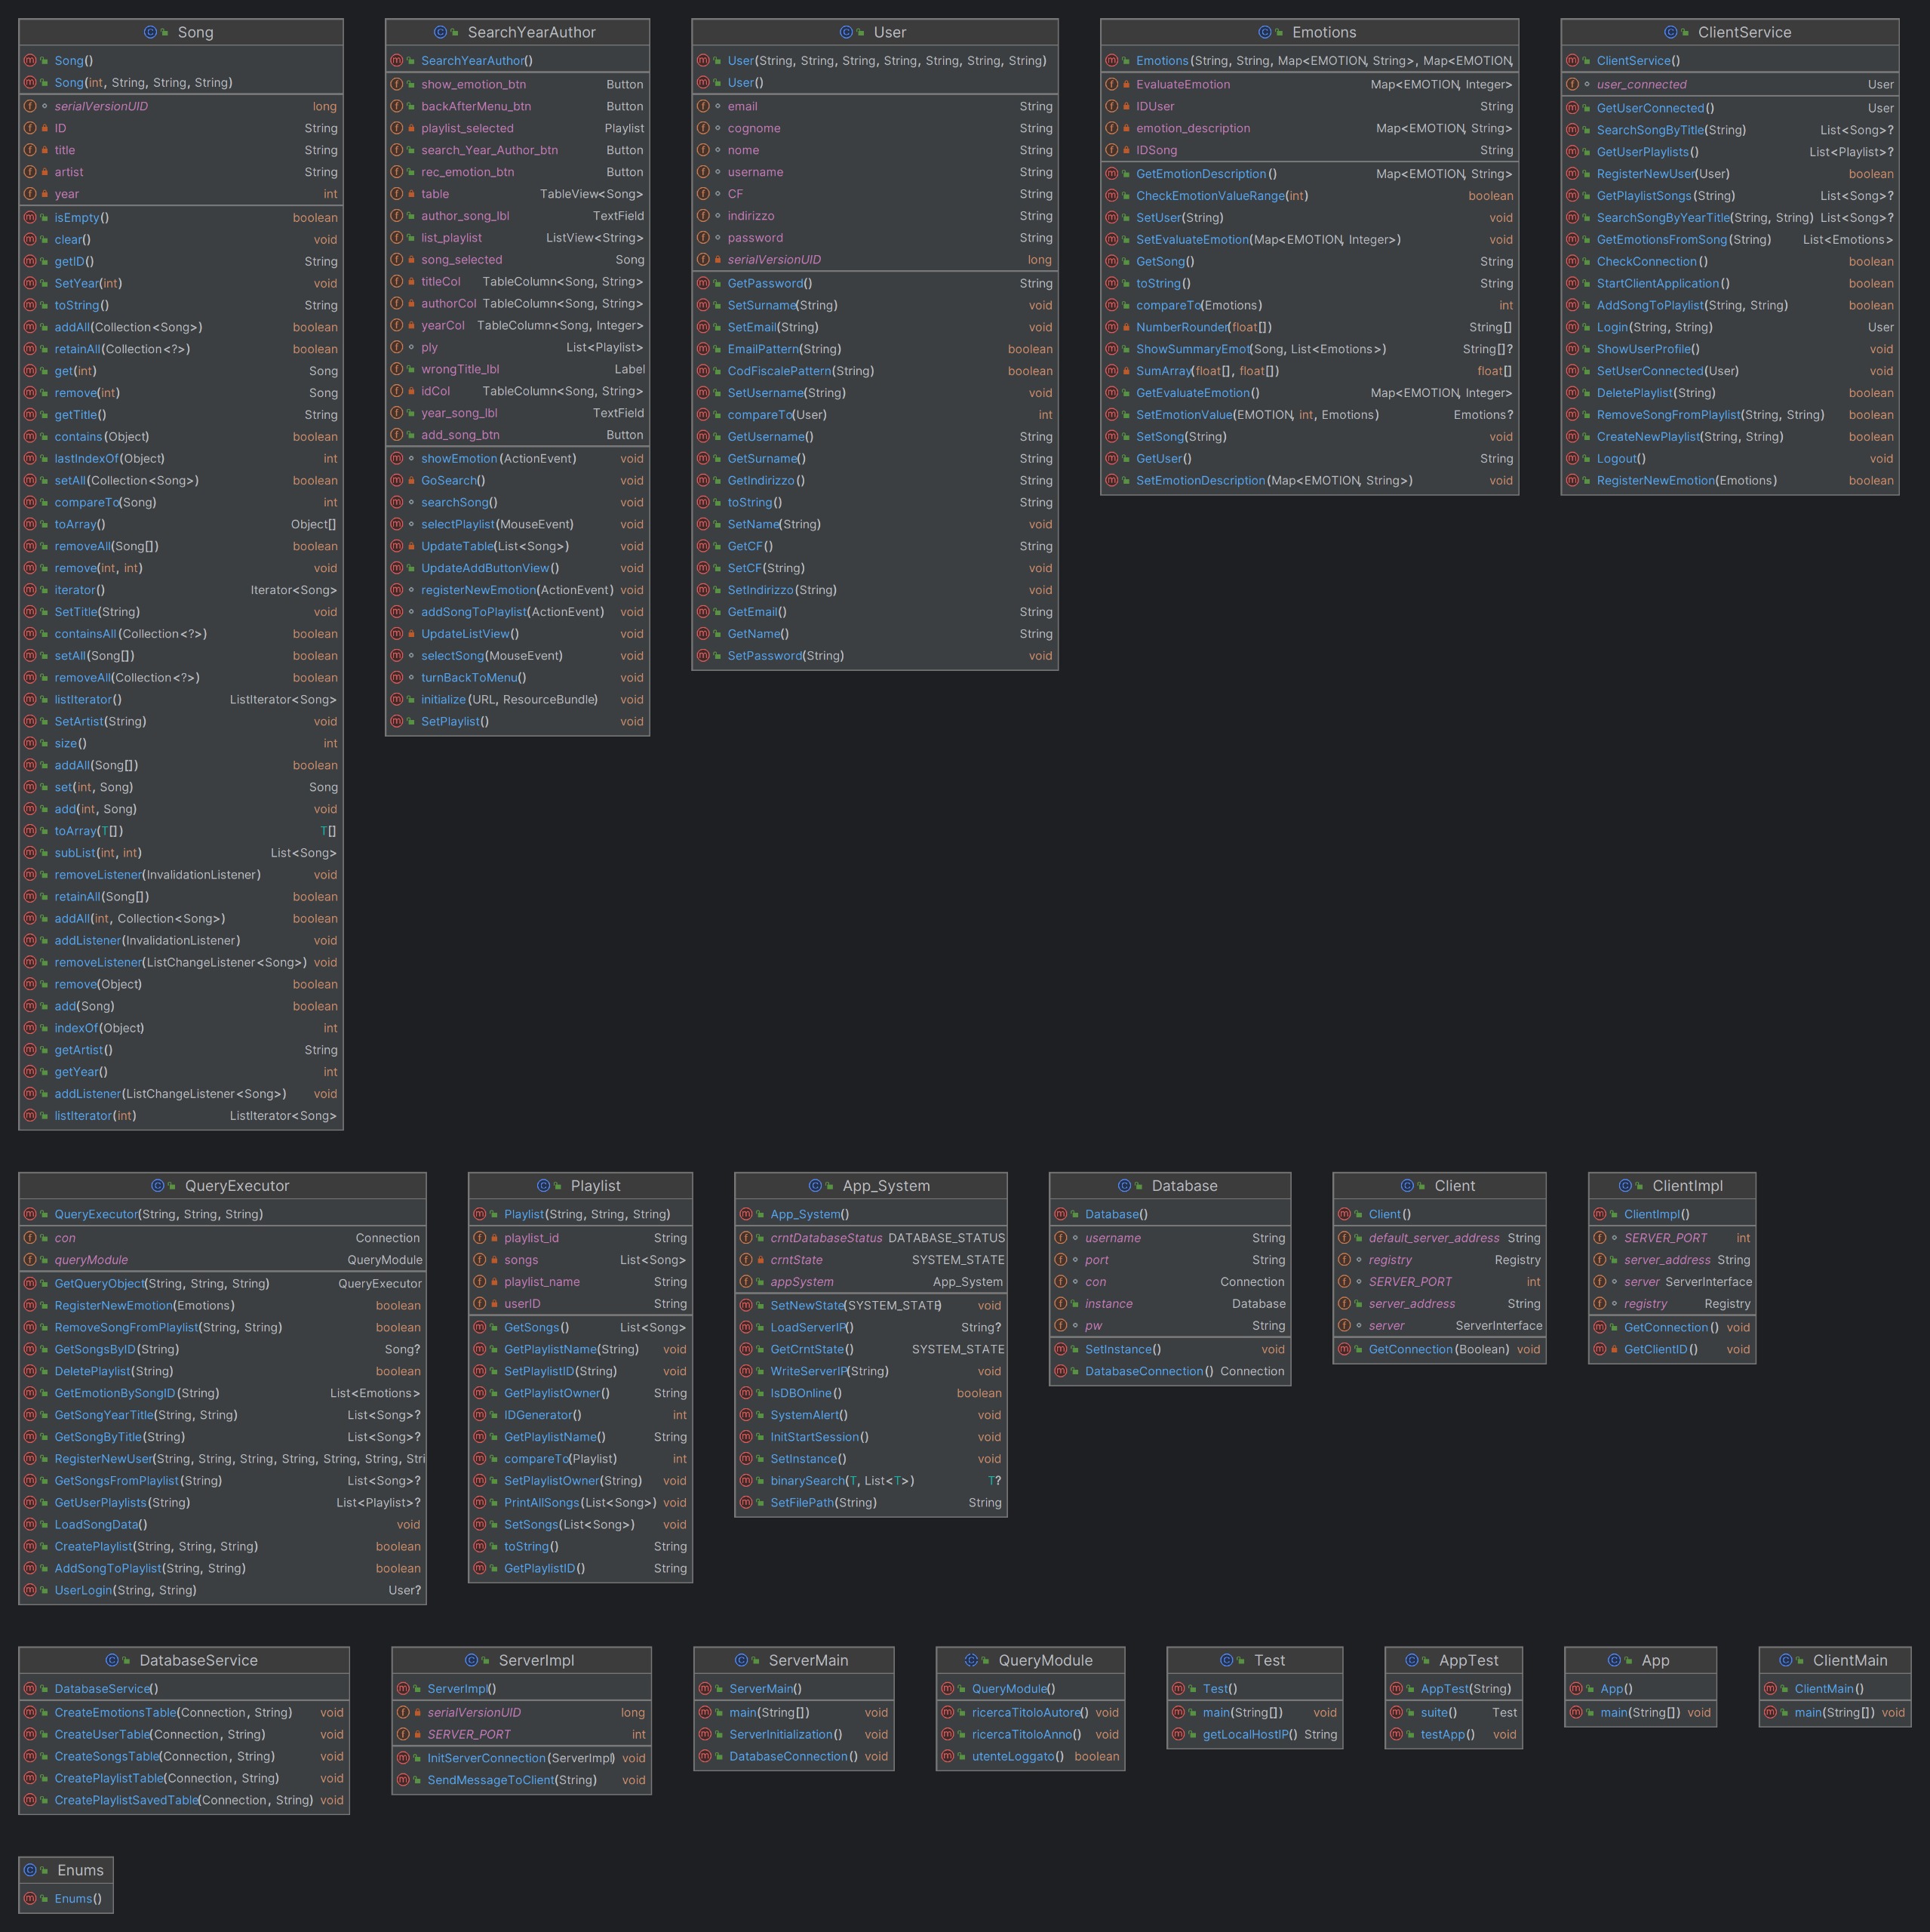 Song
Song()
Song(int, String, String, String)
serialVersionUID long
ID String
title String
artist String
year int
isEmpty() boolean
clear() void
getID() String
SetYear(int) void
toString() String
addAll(Collection<Song>) boolean
retainAll(Collection<?>) boolean
get(int) Song
remove(int) Song
getTitle() String
contains(Object) boolean
lastIndexOf(Object) int
setAll(Collection<Song>) boolean
compareTo(Song) int
toArray() Object[]
removeAll(Song[]) boolean
remove(int, int) void
iterator() Iterator<Song>
SetTitle(String) void
containsAll(Collection<?>) boolean
setAll(Song[]) boolean
removeAll(Collection<?>) boolean
listIterator() ListIterator<Song>
SetArtist(String) void
size() int
addAll(Song[]) boolean
set(int, Song) Song
add(int, Song) void
toArray(T[]) T[]
subList(int, int) List<Song>
removeListener(InvalidationListener) void
retainAll(Song[]) boolean
addAll(int, Collection<Song>) boolean
addListener(InvalidationListener) void
removeListener(ListChangeListener<Song>) void
remove(Object) boolean
add(Song) boolean
indexOf(Object) int
getArtist() String
getYear() int
addListener(ListChangeListener<Song>) void
listIterator(int) ListIterator<Song>
SearchYearAuthor
SearchYearAuthor()
show_emotion_btn Button
backAfterMenu_btn Button
playlist_selected Playlist
search_Year_Author_btn Button
rec_emotion_btn Button
table TableView<Song>
author_song_lbl TextField
list_playlist ListView<String>
song_selected Song
titleCol TableColumn<Song, String>
authorCol TableColumn<Song, String>
yearCol TableColumn<Song, Integer>
ply List<Playlist>
wrongTitle_lbl Label
idCol TableColumn<Song, String>
year_song_lbl TextField
add_song_btn Button
showEmotion(ActionEvent) void
GoSearch() void
searchSong() void
selectPlaylist(MouseEvent) void
UpdateTable(List<Song>) void
UpdateAddButtonView() void
registerNewEmotion(ActionEvent) void
addSongToPlaylist(ActionEvent) void
UpdateListView() void
selectSong(MouseEvent) void
turnBackToMenu() void
initialize(URL, ResourceBundle) void
SetPlaylist() void
User
User(String, String, String, String, String, String, String)
User()
email String
cognome String
nome String
username String
CF String
indirizzo String
password String
serialVersionUID long
GetPassword() String
SetSurname(String) void
SetEmail(String) void
EmailPattern(String) boolean
CodFiscalePattern(String) boolean
SetUsername(String) void
compareTo(User) int
GetUsername() String
GetSurname() String
GetIndirizzo() String
toString() String
SetName(String) void
GetCF() String
SetCF(String) void
SetIndirizzo(String) void
GetEmail() String
GetName() String
SetPassword(String) void
Emotions
Emotions(String, String, Map<EMOTION, String>, Map<EMOTION,
EvaluateEmotion Map<EMOTION, Integer>
IDUser String
emotion_description Map<EMOTION, String>
IDSong String
GetEmotionDescription() Map<EMOTION, String>
CheckEmotionValueRange(int) boolean
SetUser(String) void
SetEvaluateEmotion(Map<EMOTION, Integer>) void
GetSong() String
toString() String
compareTo(Emotions) int
NumberRounder(float[]) String[]
ShowSummaryEmot(Song, List<Emotions>) String[]?
SumArray(float[], float[]) float[]
GetEvaluateEmotion() Map<EMOTION, Integer>
SetEmotionValue(EMOTION, int, Emotions) Emotions?
SetSong(String) void
GetUser() String
SetEmotionDescription(Map<EMOTION, String>) void
ClientService
ClientService()
user_connected User
GetUserConnected() User
SearchSongByTitle(String) List<Song>?
GetUserPlaylists() List<Playlist>?
RegisterNewUser(User) boolean
GetPlaylistSongs(String) List<Song>?
SearchSongByYearTitle(String, String) List<Song>?
GetEmotionsFromSong(String) List<Emotions>
CheckConnection() boolean
StartClientApplication() boolean
AddSongToPlaylist(String, String) boolean
Login(String, String) User
ShowUserProfile() void
SetUserConnected(User) void
DeletePlaylist(String) boolean
RemoveSongFromPlaylist(String, String) boolean
CreateNewPlaylist(String, String) boolean
Logout() void
RegisterNewEmotion(Emotions) boolean
QueryExecutor
QueryExecutor(String, String, String)
con Connection
queryModule QueryModule
GetQueryObject(String, String, String) QueryExecutor
RegisterNewEmotion(Emotions) boolean
RemoveSongFromPlaylist(String, String) boolean
GetSongsByID(String) Song?
DeletePlaylist(String) boolean
GetEmotionBySongID(String) List<Emotions>
GetSongYearTitle(String, String) List<Song>?
GetSongByTitle(String) List<Song>?
RegisterNewUser(String, String, String, String, String, String, Stri
GetSongsFromPlaylist(String) List<Song>?
GetUserPlaylists(String) List<Playlist>?
LoadSongData() void
CreatePlaylist(String, String, String) boolean
AddSongToPlaylist(String, String) boolean
UserLogin(String, String) User?
Playlist
Playlist(String, String, String)
playlist_id String
songs List<Song>
playlist_name String
userID String
GetSongs() List<Song>
GetPlaylistName(String) void
SetPlaylistID(String) void
GetPlaylistOwner() String
IDGenerator() int
GetPlaylistName() String
compareTo(Playlist) int
SetPlaylistOwner(String) void
PrintAllSongs(List<Song>) void
SetSongs(List<Song>) void
toString() String
GetPlaylistID() String
App_System
App_System()
crntDatabaseStatus DATABASE_STATUS
crntState SYSTEM_STATE
appSystem App_System
SetNewState(SYSTEM_STATE) void
LoadServerIP() String?
GetCrntState() SYSTEM_STATE
WriteServerIP(String) void
IsDBOnline() boolean
SystemAlert() void
InitStartSession() void
SetInstance() void
binarySearch(T, List<T>) T?
SetFilePath(String) String
Database
Database()
username String
port String
con Connection
instance Database
pw String
SetInstance() void
DatabaseConnection() Connection
Client
Client()
default_server_address String
registry Registry
SERVER_PORT int
server_address String
server ServerInterface
GetConnection(Boolean) void
ClientImpl
ClientImpl()
SERVER_PORT int
server_address String
server ServerInterface
registry Registry
GetConnection() void
GetClientID() void
DatabaseService
DatabaseService()
CreateEmotionsTable(Connection, String) void
CreateUserTable(Connection, String) void
CreateSongsTable(Connection, String) void
CreatePlaylistTable(Connection, String) void
CreatePlaylistSavedTable(Connection, String) void
ServerImpl
ServerImpl()
serialVersionUID long
SERVER_PORT int
InitServerConnection(ServerImpl) void
SendMessageToClient(String) void
ServerMain
ServerMain()
main(String[]) void
ServerInitialization() void
DatabaseConnection() void
QueryModule
QueryModule()
ricercaTitoloAutore() void
ricercaTitoloAnno() void
utenteLoggato() boolean
Test
Test()
main(String[]) void
getLocalHostIP() String
AppTest
AppTest(String)
suite() Test
testApp() void
App
App()
main(String[]) void
ClientMain
ClientMain()
main(String[]) void
Enums
Enums()